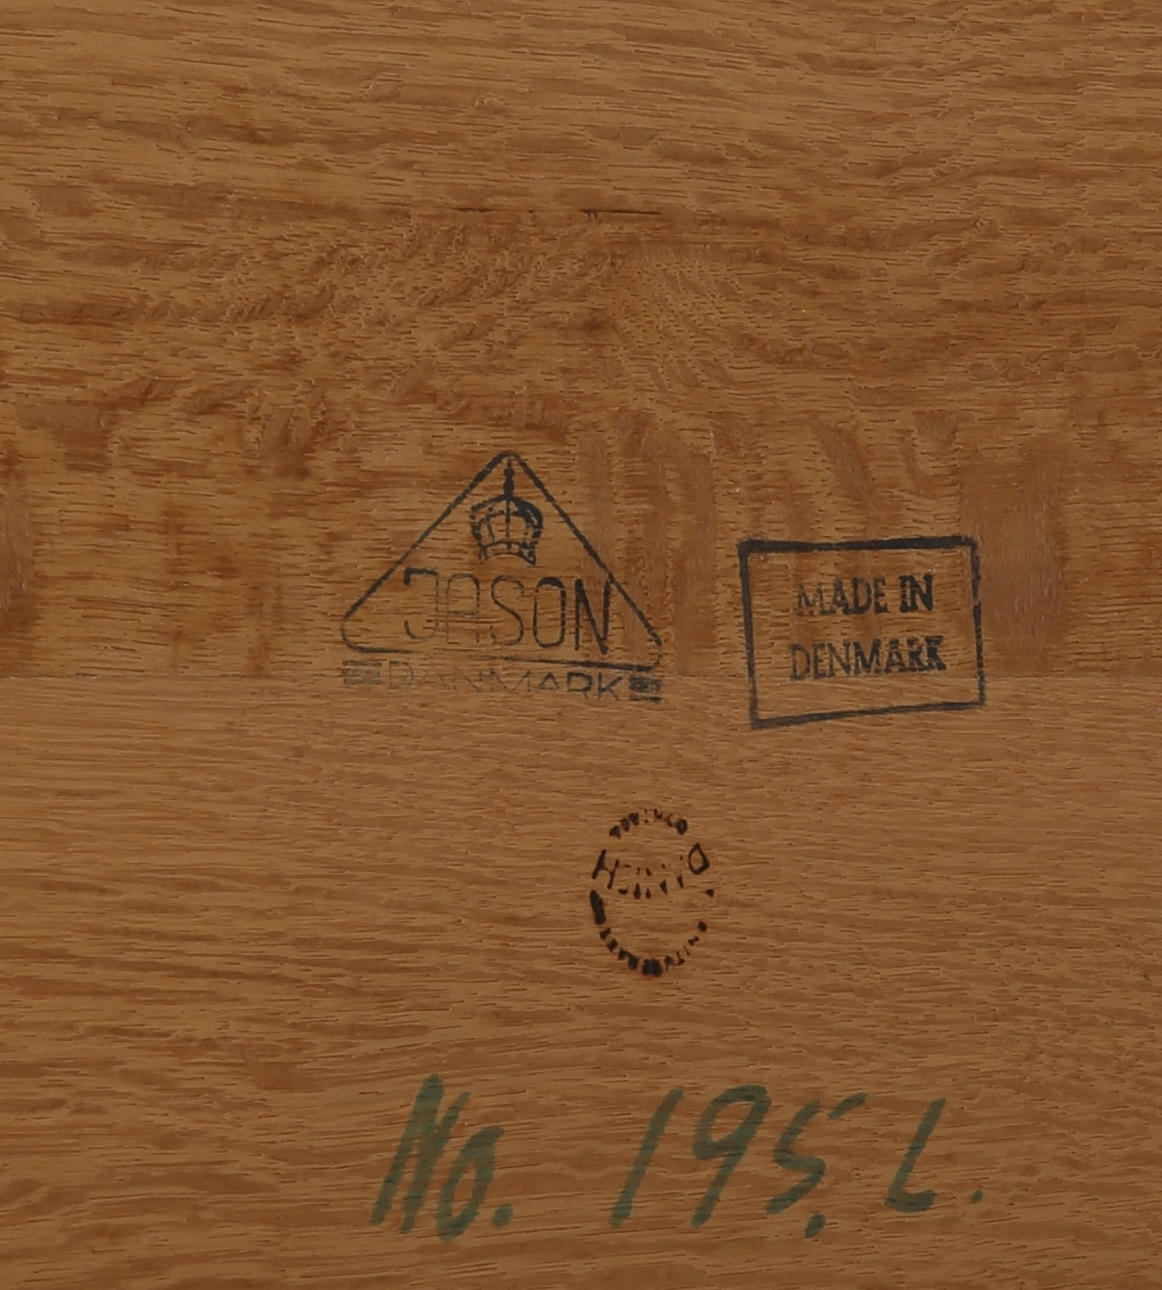 JASON
DANMARK
MADE IN
DENMARK
No. 195. L.